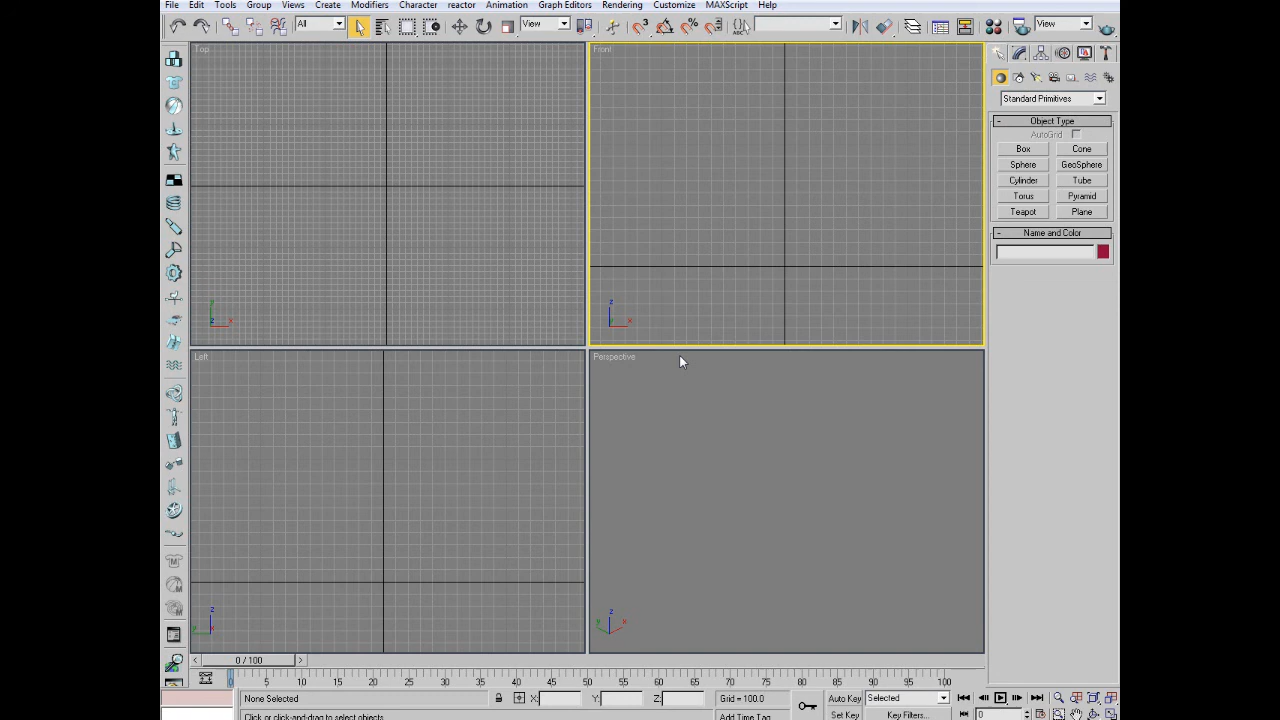 File Edit Tools Group Views Create Modifiers Character reactor Animation Graph Editors Rendering Customize MAXScript Help
All View View
Top
Front
Standard Primitives
- Object Type
AutoGrid
Box Cone
Sphere GeoSphere
Cylinder Tube
Torus Pyramid
Teapot Plane
- Name and Color
y
z
x
z
y
x
Left
Perspective
z
y
x
z
y
x
0 / 100
0 5 10 15 20 25 30 35 40 45 50 55 60 65 70 75 80 85 90 95 100
None Selected X: Y: Z: Grid = 100.0 Auto Key Selected
Click or click-and-drag to select objects Add Time Tag Set Key Key Filters... 0